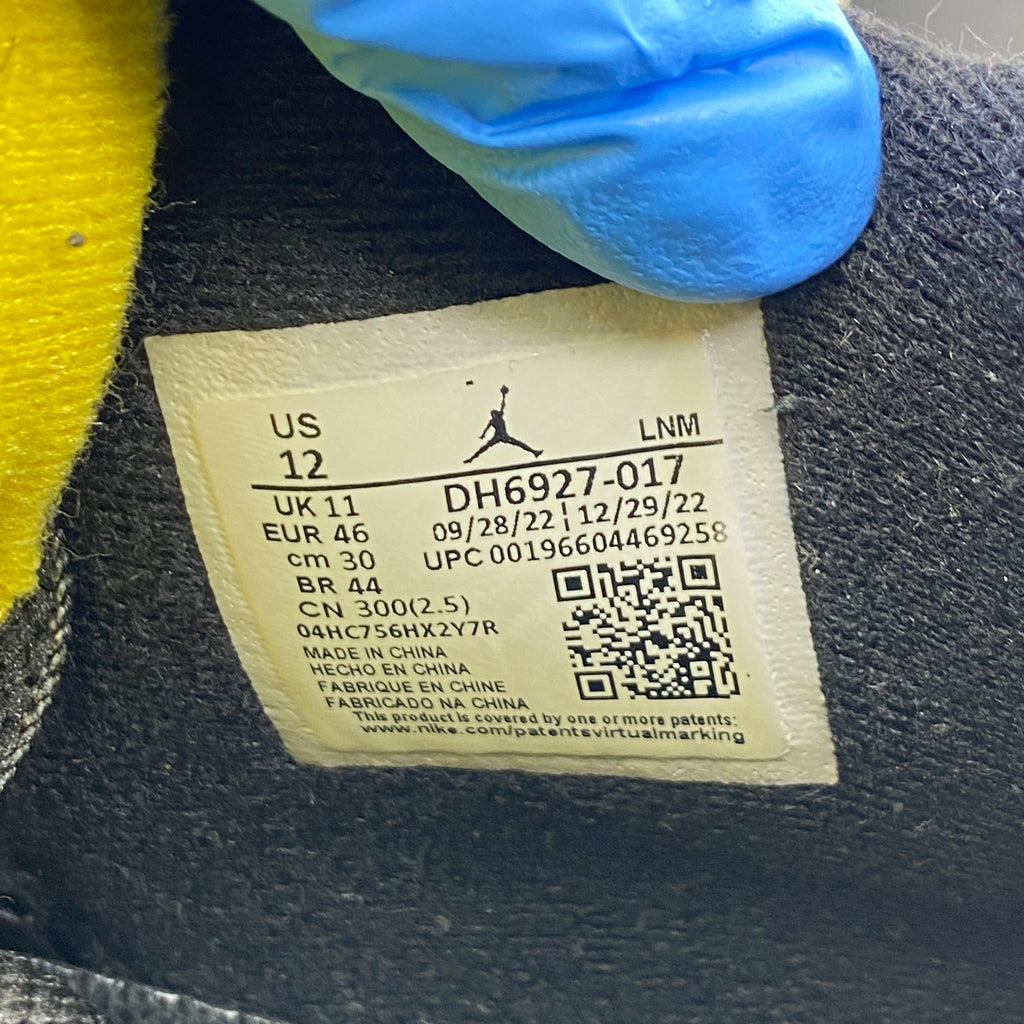 US
12
LNM
UK 11
EUR 46
cm 30
BR 44
CN 300(2.5)
04HC756HX2Y7R
DH6927-017
09/28/22 ¦ 12/29/22
UPC 00196604469258
MADE IN CHINA
HECHO EN CHINA
FABRIQUE EN CHINE
FABRICADO NA CHINA
This product is covered by one or more patents:
www.nike.com/patentsvirtualmarking